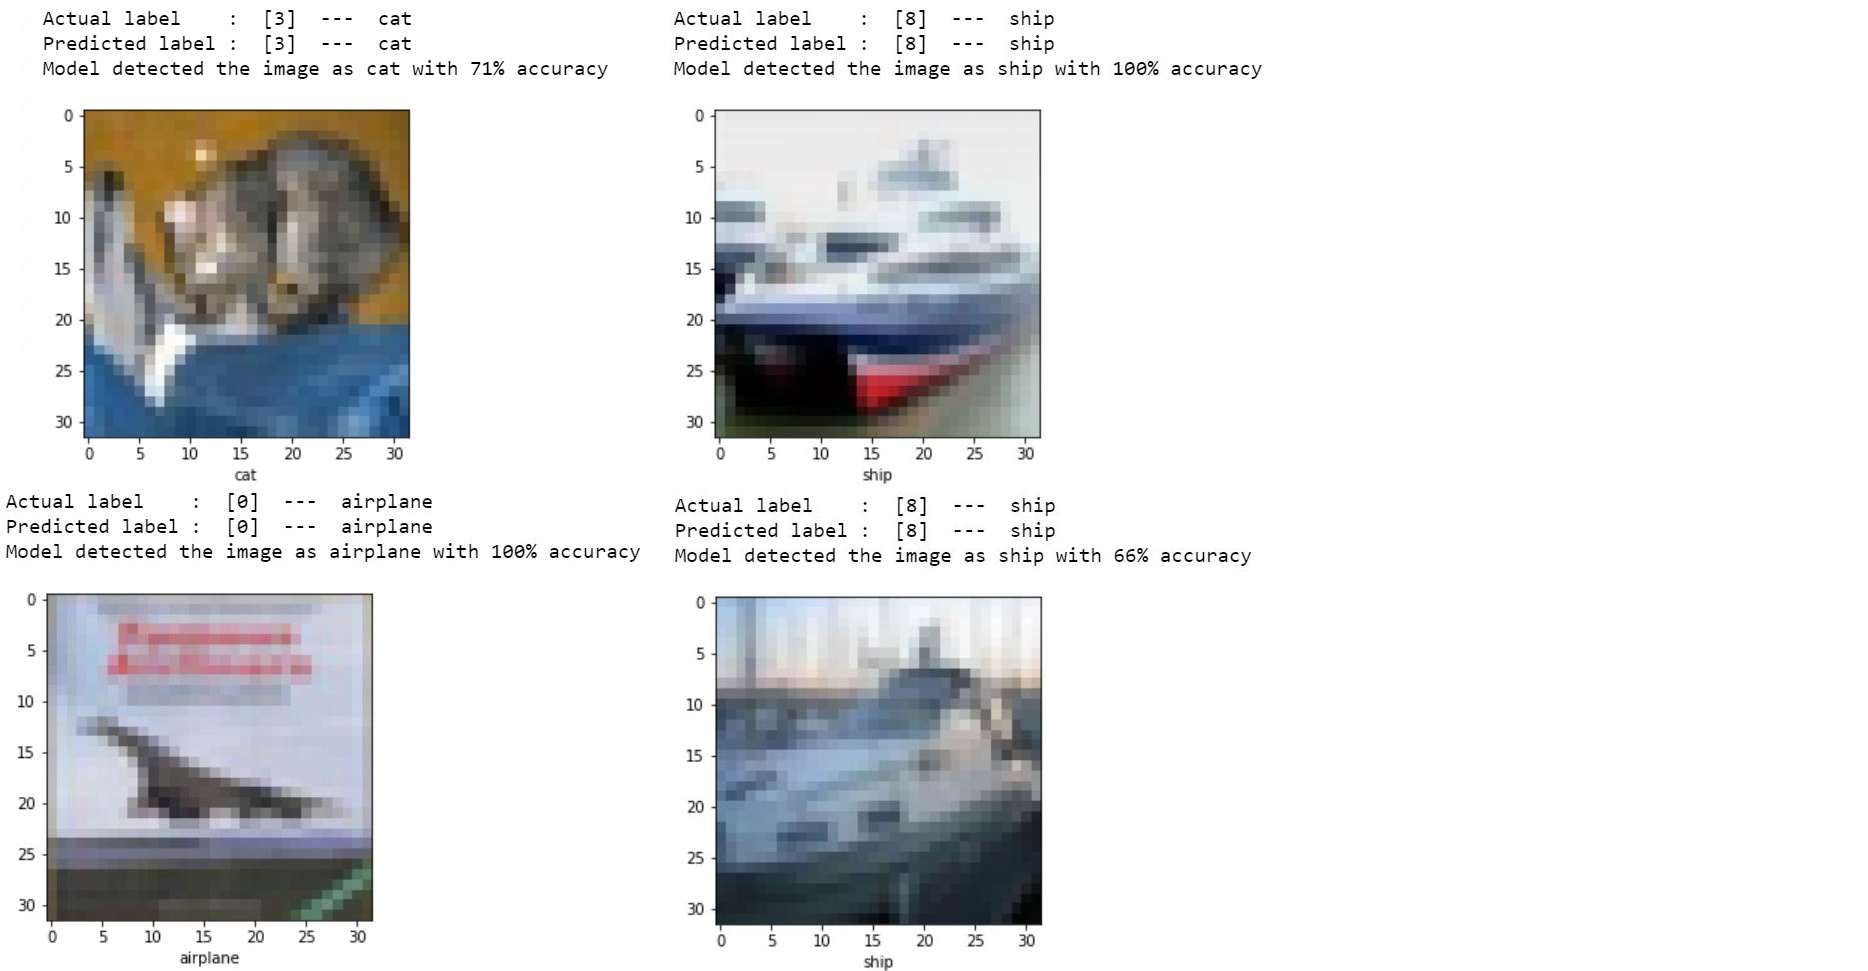 Actual label    :  [3]  ---  cat
Predicted label :  [3]  ---  cat
Model detected the image as cat with 71% accuracy
0
5
10
15
20
25
30
0 5 10 15 20 25 30
cat
Actual label    :  [8]  ---  ship
Predicted label :  [8]  ---  ship
Model detected the image as ship with 100% accuracy
0
5
10
15
20
25
30
0 5 10 15 20 25 30
ship
Actual label    :  [0]  ---  airplane
Predicted label :  [0]  ---  airplane
Model detected the image as airplane with 100% accuracy
0
5
10
15
20
25
30
0 5 10 15 20 25 30
airplane
Actual label    :  [8]  ---  ship
Predicted label :  [8]  ---  ship
Model detected the image as ship with 66% accuracy
0
5
10
15
20
25
30
0 5 10 15 20 25 30
ship